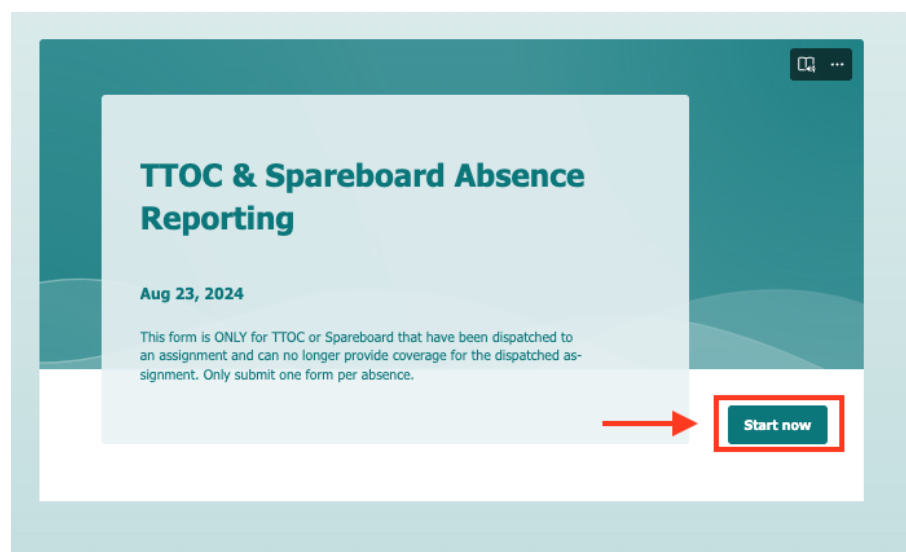 TTOC & Spareboard Absence
Reporting
Aug 23, 2024
This form is ONLY for TTOC or Spareboard that have been dispatched to
an assignment and can no longer provide coverage for the dispatched as-
signment. Only submit one form per absence.
Start now